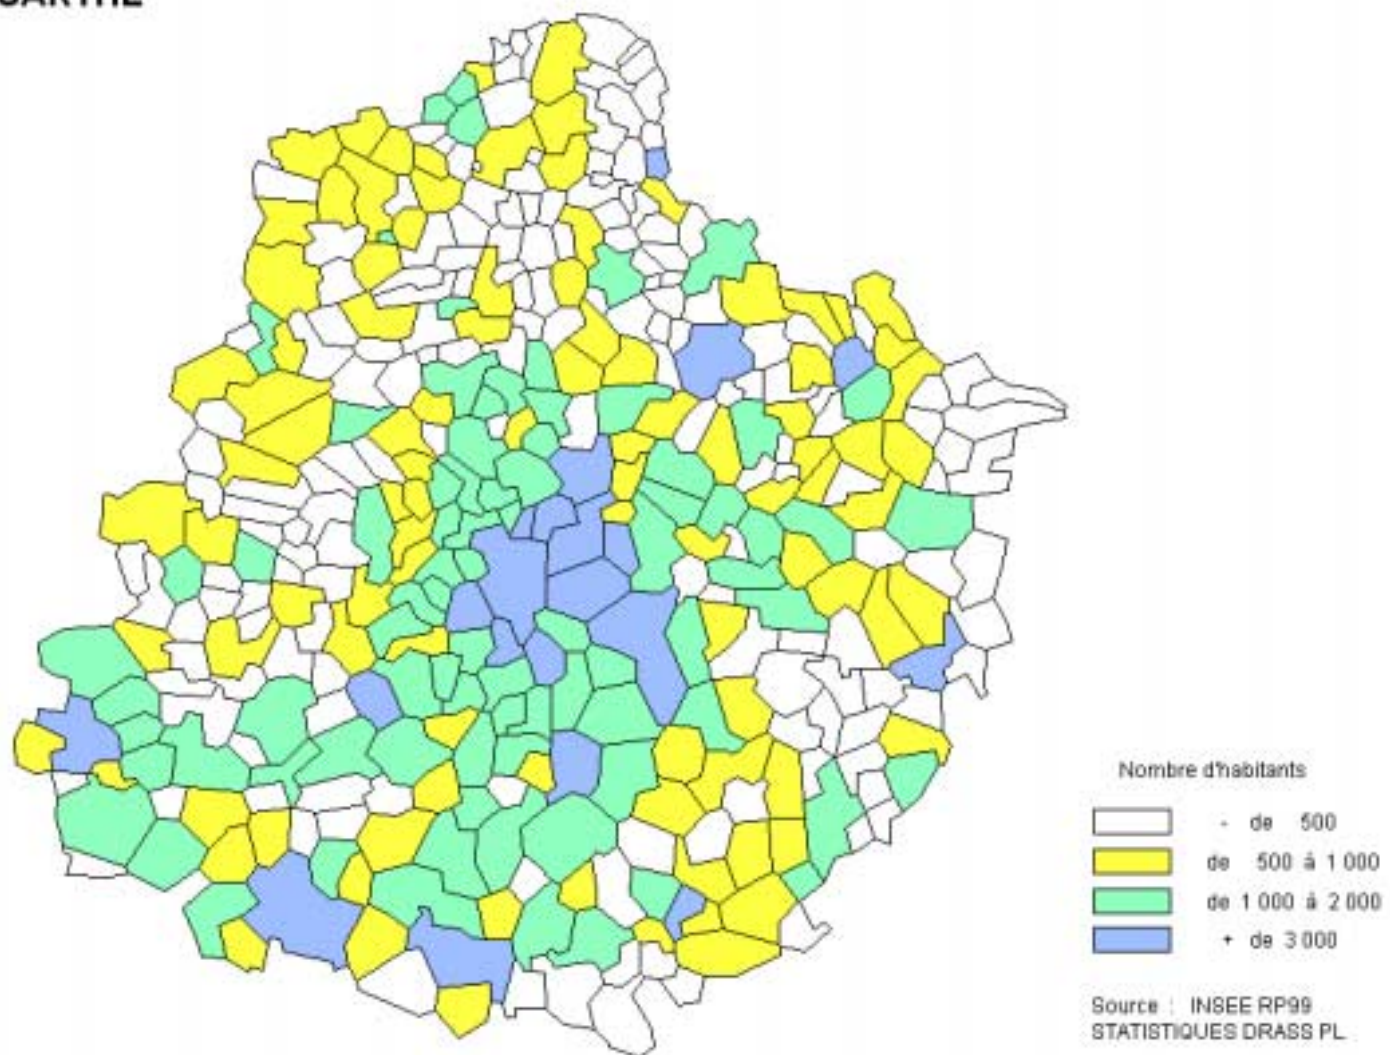 SARTHE
Nombre d'habitants
- de 500
de 500 à 1 000
de 1 000 à 2 000
+ de 3 000
Source : INSEE RP99
STATISTIQUES DRASS PL